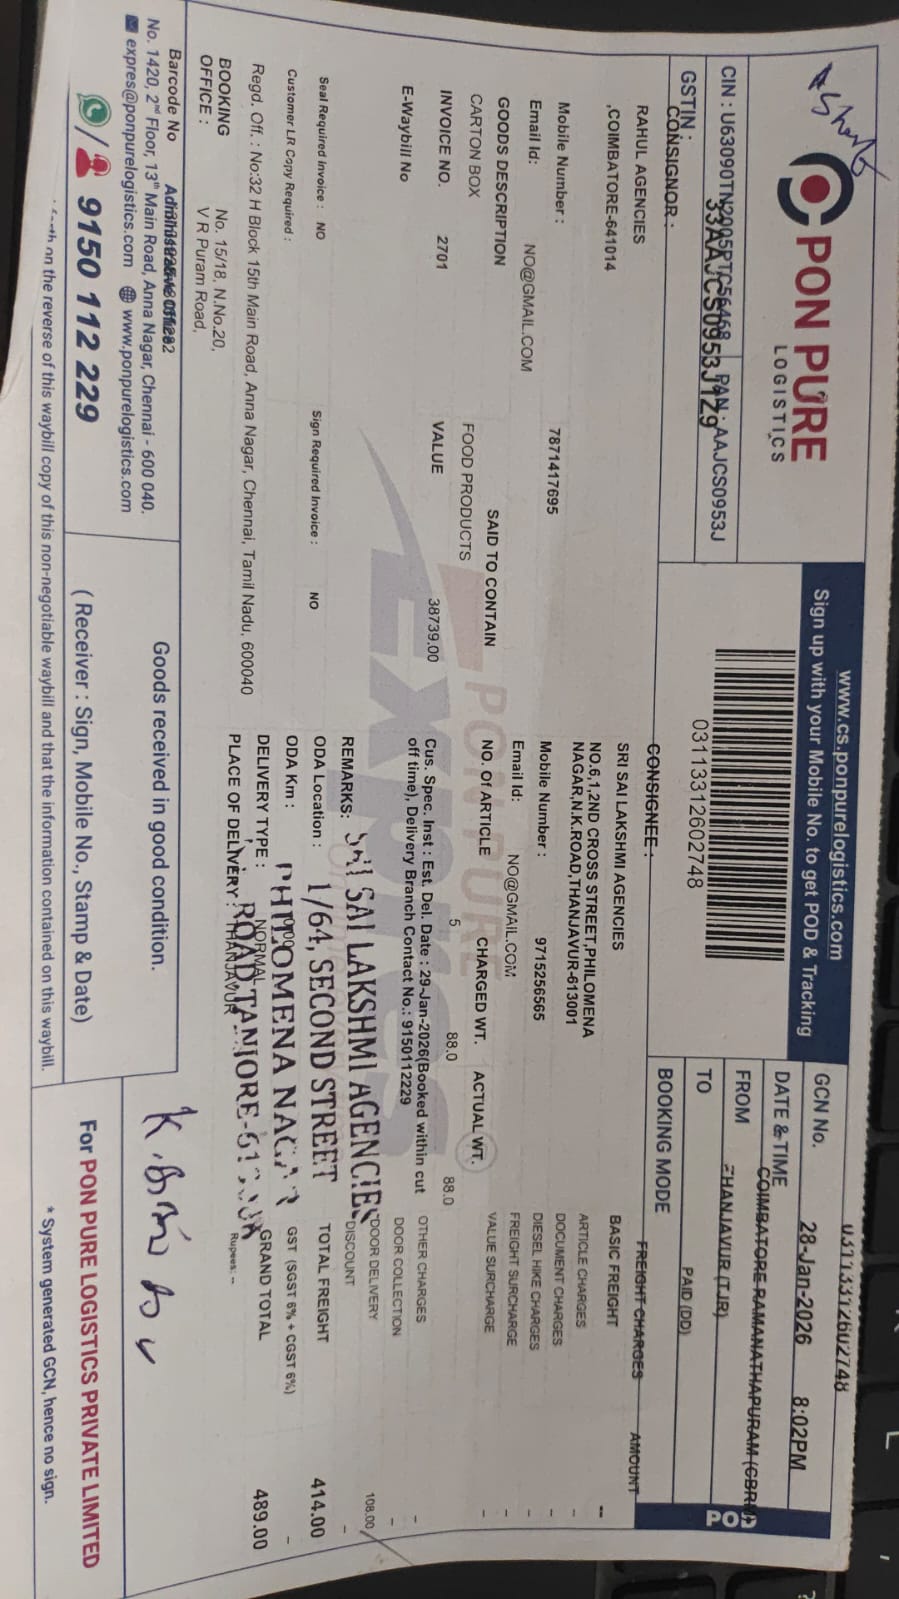 PON PURE
LOGISTICS
CIN : U63090TN2005PTC56468 PAN : AAJCS0953J
GSTIN : 33AAJCS0953J1Z9
www.cs.ponpurelogistics.com
Sign up with your Mobile No. to get POD & Tracking
03113312602748
GCN No. 03113312602748
DATE & TIME 28-Jan-2026 8:02PM
FROM COIMBATORE RAMANATHAPURAM
TO THANJAVUR (TJR)
BOOKING MODE PAID (DD)
POD
CONSIGNOR :
RAHUL AGENCIES
,COIMBATORE-641014
Mobile Number : 7871417695
Email Id: NO@GMAIL.COM
CONSIGNEE :
SRI SAI LAKSHMI AGENCIES
NO.6,1,2ND CROSS STREET,PHILOMENA
NAGAR,N.K.ROAD,THANJAVUR-613001
Mobile Number : 9715256565
Email Id: NO@GMAIL.COM
GOODS DESCRIPTION SAID TO CONTAIN NO. Of ARTICLE CHARGED WT. ACTUAL WT.
CARTON BOX FOOD PRODUCTS 5 88.0 88.0
INVOICE NO. 2701 VALUE 38739.00
E-Waybill No
Cus. Spec. Inst : Est. Del. Date : 29-Jan-2026(Booked within cut
off time), Delivery Branch Contact No.: 9150112229
Seal Required Invoice : NO Sign Required Invoice : NO
Customer LR Copy Required :
REMARKS:
ODA Location :
ODA Km :
DELIVERY TYPE : NORMAL
PLACE OF DELIVERY : THANJAVUR
SRI SAI LAKSHMI AGENCIES
1/64, SECOND STREET
PHILOMENA NAGAR
ROAD TANJORE
FREIGHT CHARGES AMOUNT
BASIC FREIGHT --
ARTICLE CHARGES -
DOCUMENT CHARGES -
DIESEL HIKE CHARGES -
FREIGHT SURCHARGE -
VALUE SURCHARGE -
OTHER CHARGES -
DOOR COLLECTION -
DOOR DELIVERY 108.00
DISCOUNT -
TOTAL FREIGHT 414.00
GST (SGST 6% + CGST 6%) -
GRAND TOTAL 489.00
Rupees: --
Regd. Off. : No:32 H Block 15th Main Road, Anna Nagar, Chennai, Tamil Nadu, 600040
BOOKING
OFFICE :
No. 15/18, N.No.20,
V R Puram Road,
Barcode No
Administrative Office
No. 1420, 2nd Floor, 13th Main Road, Anna Nagar, Chennai - 600 040.
expres@ponpurelogistics.com www.ponpurelogistics.com
/ 9150 112 229
Goods received in good condition.
( Receiver : Sign, Mobile No., Stamp & Date)
For PON PURE LOGISTICS PRIVATE LIMITED
* System generated GCN, hence no sign.
on the reverse of this waybill copy of this non-negotiable waybill and that the information contained on this waybill.
PON PURE